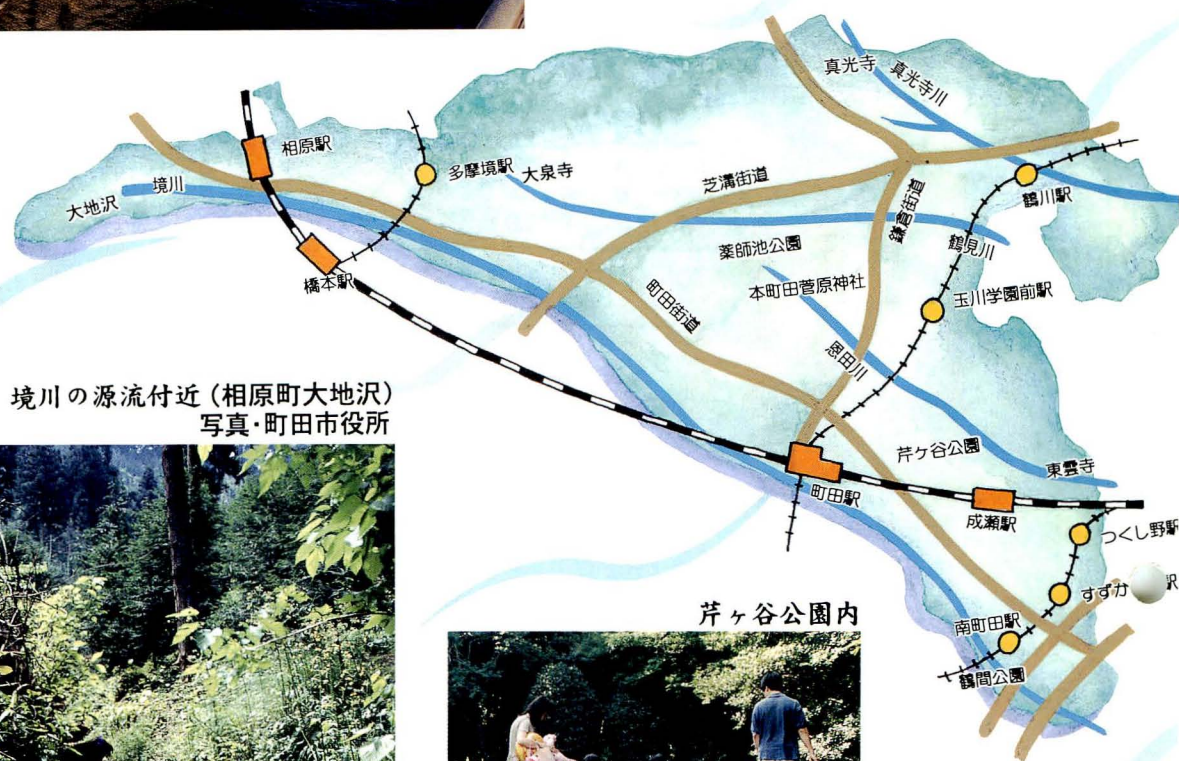 真光寺
真光寺川
相原駅
多摩境駅
大泉寺
芝溝街道
鎌倉街道
鶴川駅
大地沢
境川
薬師池公園
鶴見川
橋本駅
本町田菅原神社
玉川学園前駅
町田街道
恩田川
境川の源流付近(相原町大地沢)
写真・町田市役所
芹ヶ谷公園
東雲寺
町田駅
成瀬駅
つくし野駅
すずか 駅
南町田駅
鶴間公園
芹ヶ谷公園内